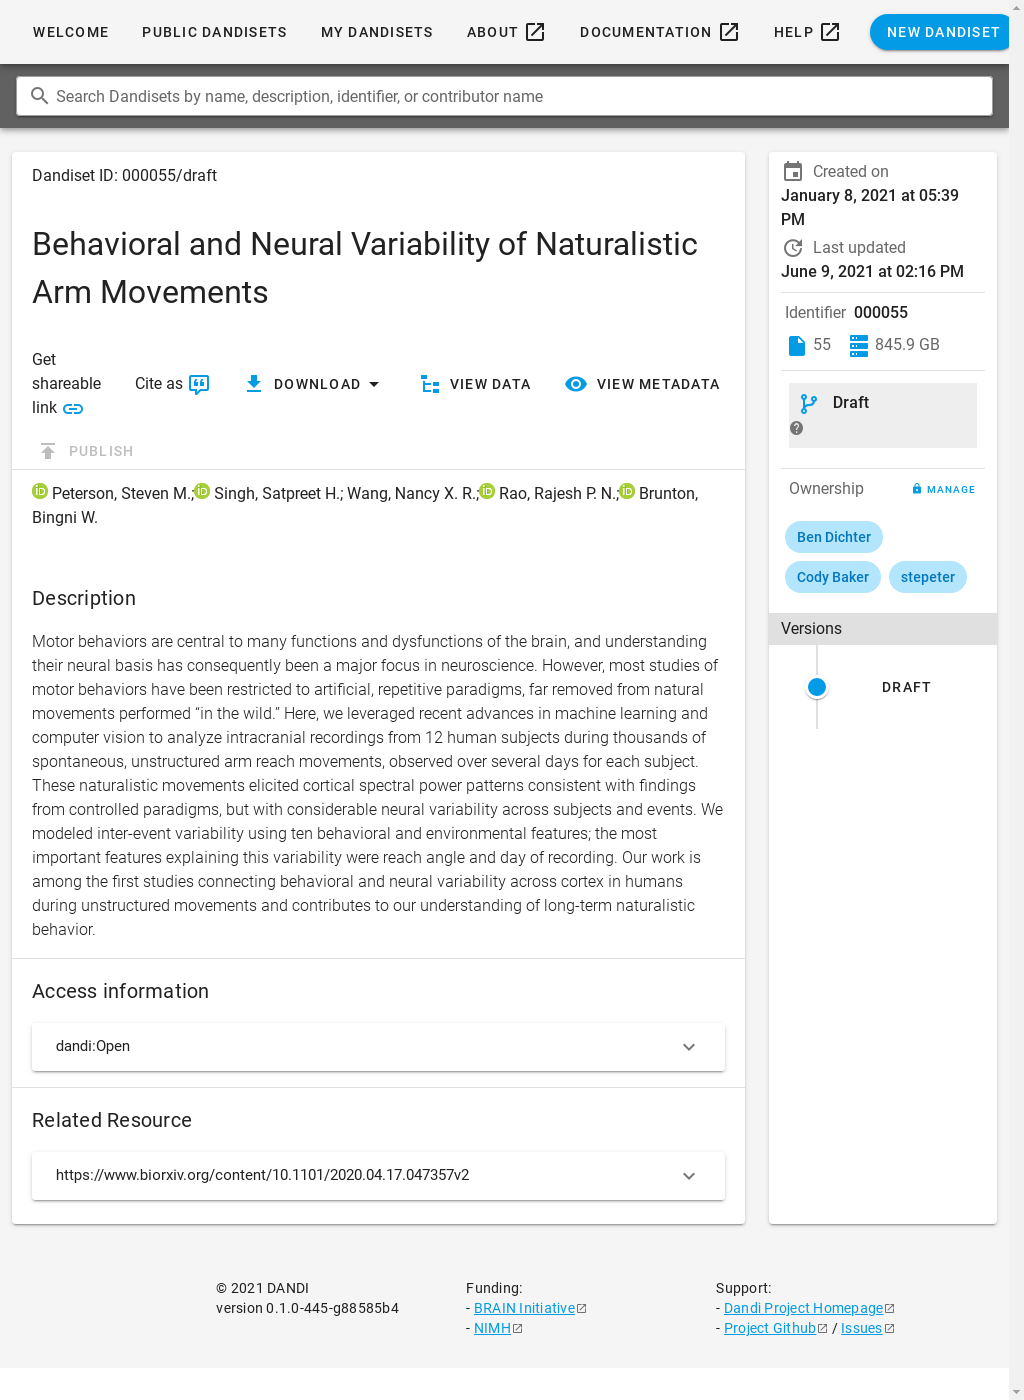 WELCOME PUBLIC DANDISETS MY DANDISETS ABOUT DOCUMENTATION HELP NEW DANDISET
Search Dandisets by name, description, identifier, or contributor name
Dandiset ID: 000055/draft
Behavioral and Neural Variability of Naturalistic
Arm Movements
Get
shareable
link
Cite as
DOWNLOAD
VIEW DATA
VIEW METADATA
PUBLISH
Peterson, Steven M.; Singh, Satpreet H.; Wang, Nancy X. R.; Rao, Rajesh P. N.; Brunton,
Bingni W.
Description
Motor behaviors are central to many functions and dysfunctions of the brain, and understanding
their neural basis has consequently been a major focus in neuroscience. However, most studies of
motor behaviors have been restricted to artificial, repetitive paradigms, far removed from natural
movements performed “in the wild.” Here, we leveraged recent advances in machine learning and
computer vision to analyze intracranial recordings from 12 human subjects during thousands of
spontaneous, unstructured arm reach movements, observed over several days for each subject.
These naturalistic movements elicited cortical spectral power patterns consistent with findings
from controlled paradigms, but with considerable neural variability across subjects and events. We
modeled inter-event variability using ten behavioral and environmental features; the most
important features explaining this variability were reach angle and day of recording. Our work is
among the first studies connecting behavioral and neural variability across cortex in humans
during unstructured movements and contributes to our understanding of long-term naturalistic
behavior.
Access information
dandi:Open
Related Resource
https://www.biorxiv.org/content/10.1101/2020.04.17.047357v2
Created on
January 8, 2021 at 05:39
PM
Last updated
June 9, 2021 at 02:16 PM
Identifier 000055
55 845.9 GB
Draft
Ownership MANAGE
Ben Dichter
Cody Baker stepeter
Versions
DRAFT
© 2021 DANDI
version 0.1.0-445-g88585b4
Funding:
- BRAIN Initiative
- NIMH
Support:
- Dandi Project Homepage
- Project Github / Issues